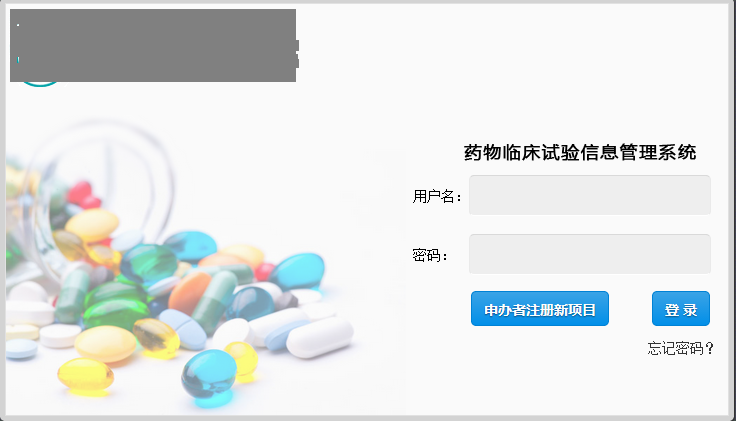 药物临床试验信息管理系统
用户名：
密码：
申办者注册新项目
登 录
忘记密码？